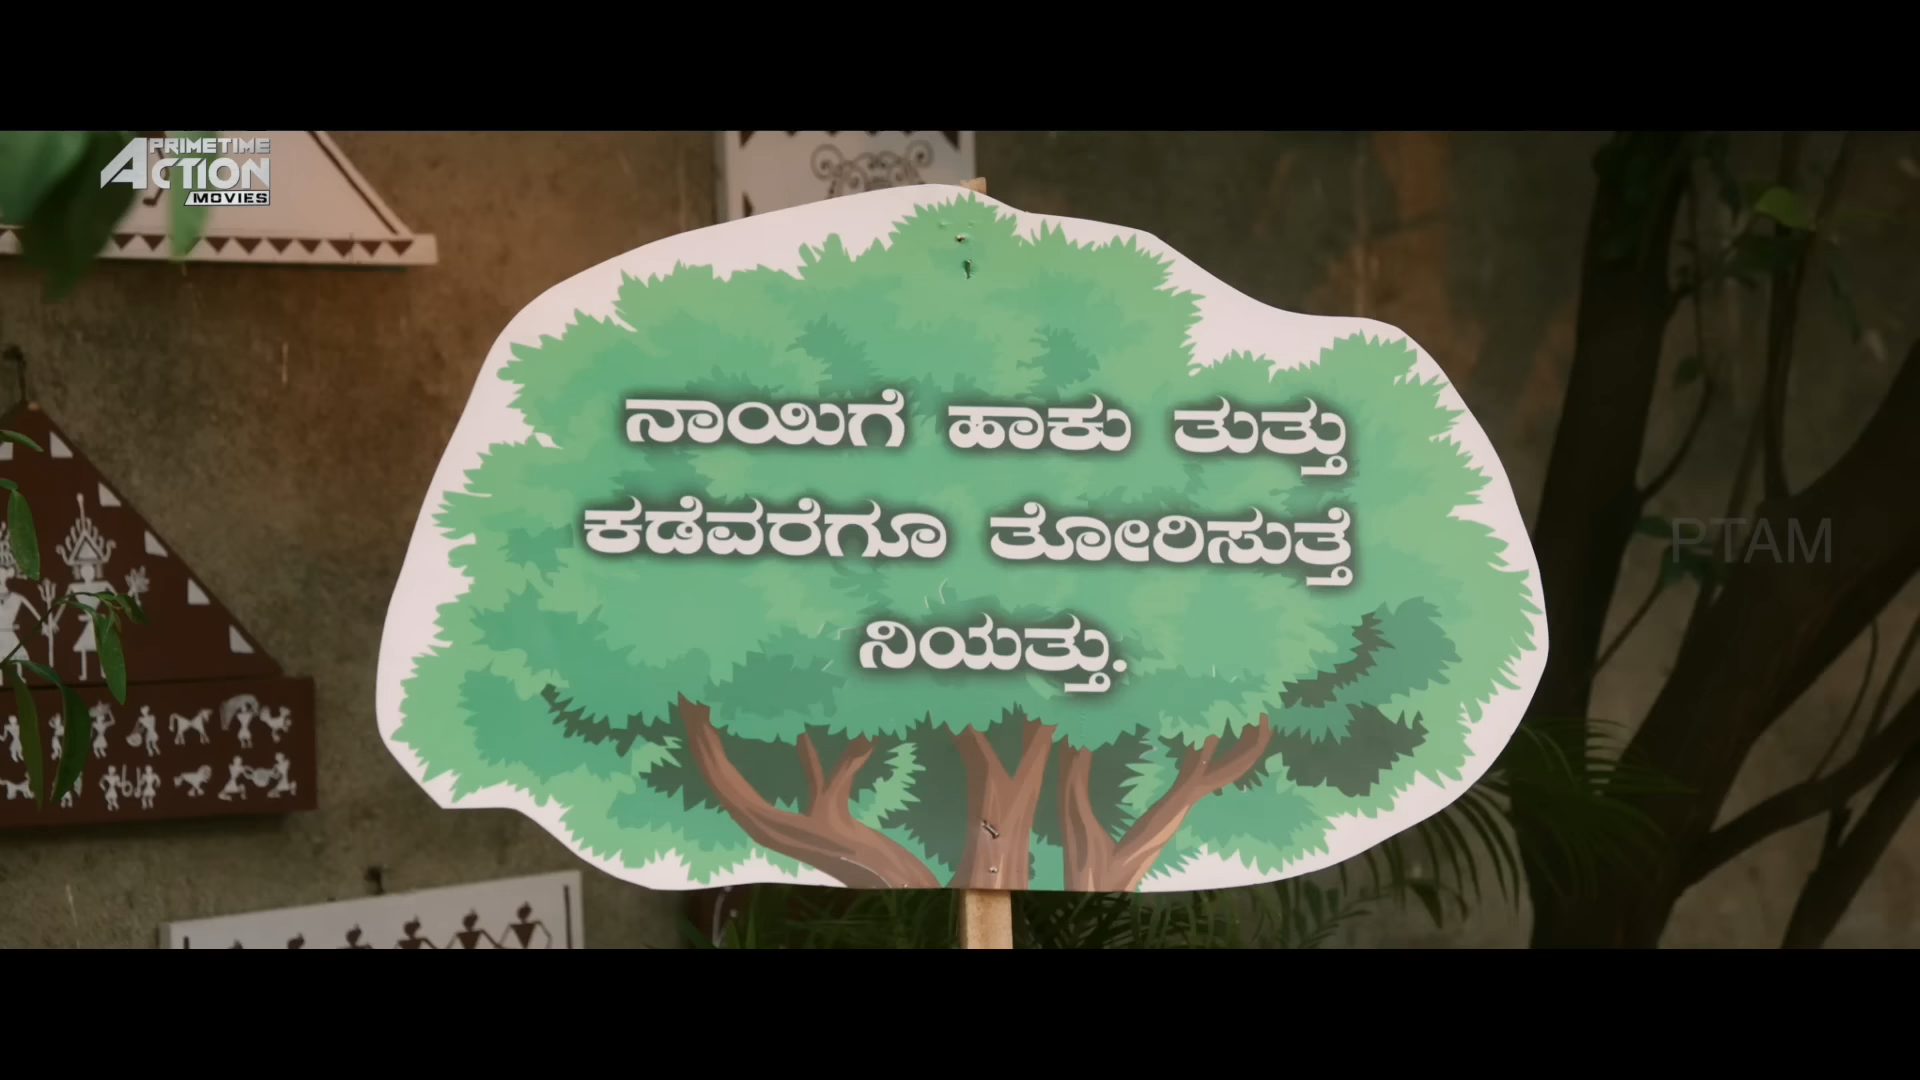 PRIMETIME
ACTION
MOVIES
ನಾಯಿಗೆ ಹಾಕು ತುತ್ತು
ಕಡೆವರೆಗೂ ತೋರಿಸುತ್ತೆ
ನಿಯತ್ತು.
PTAM